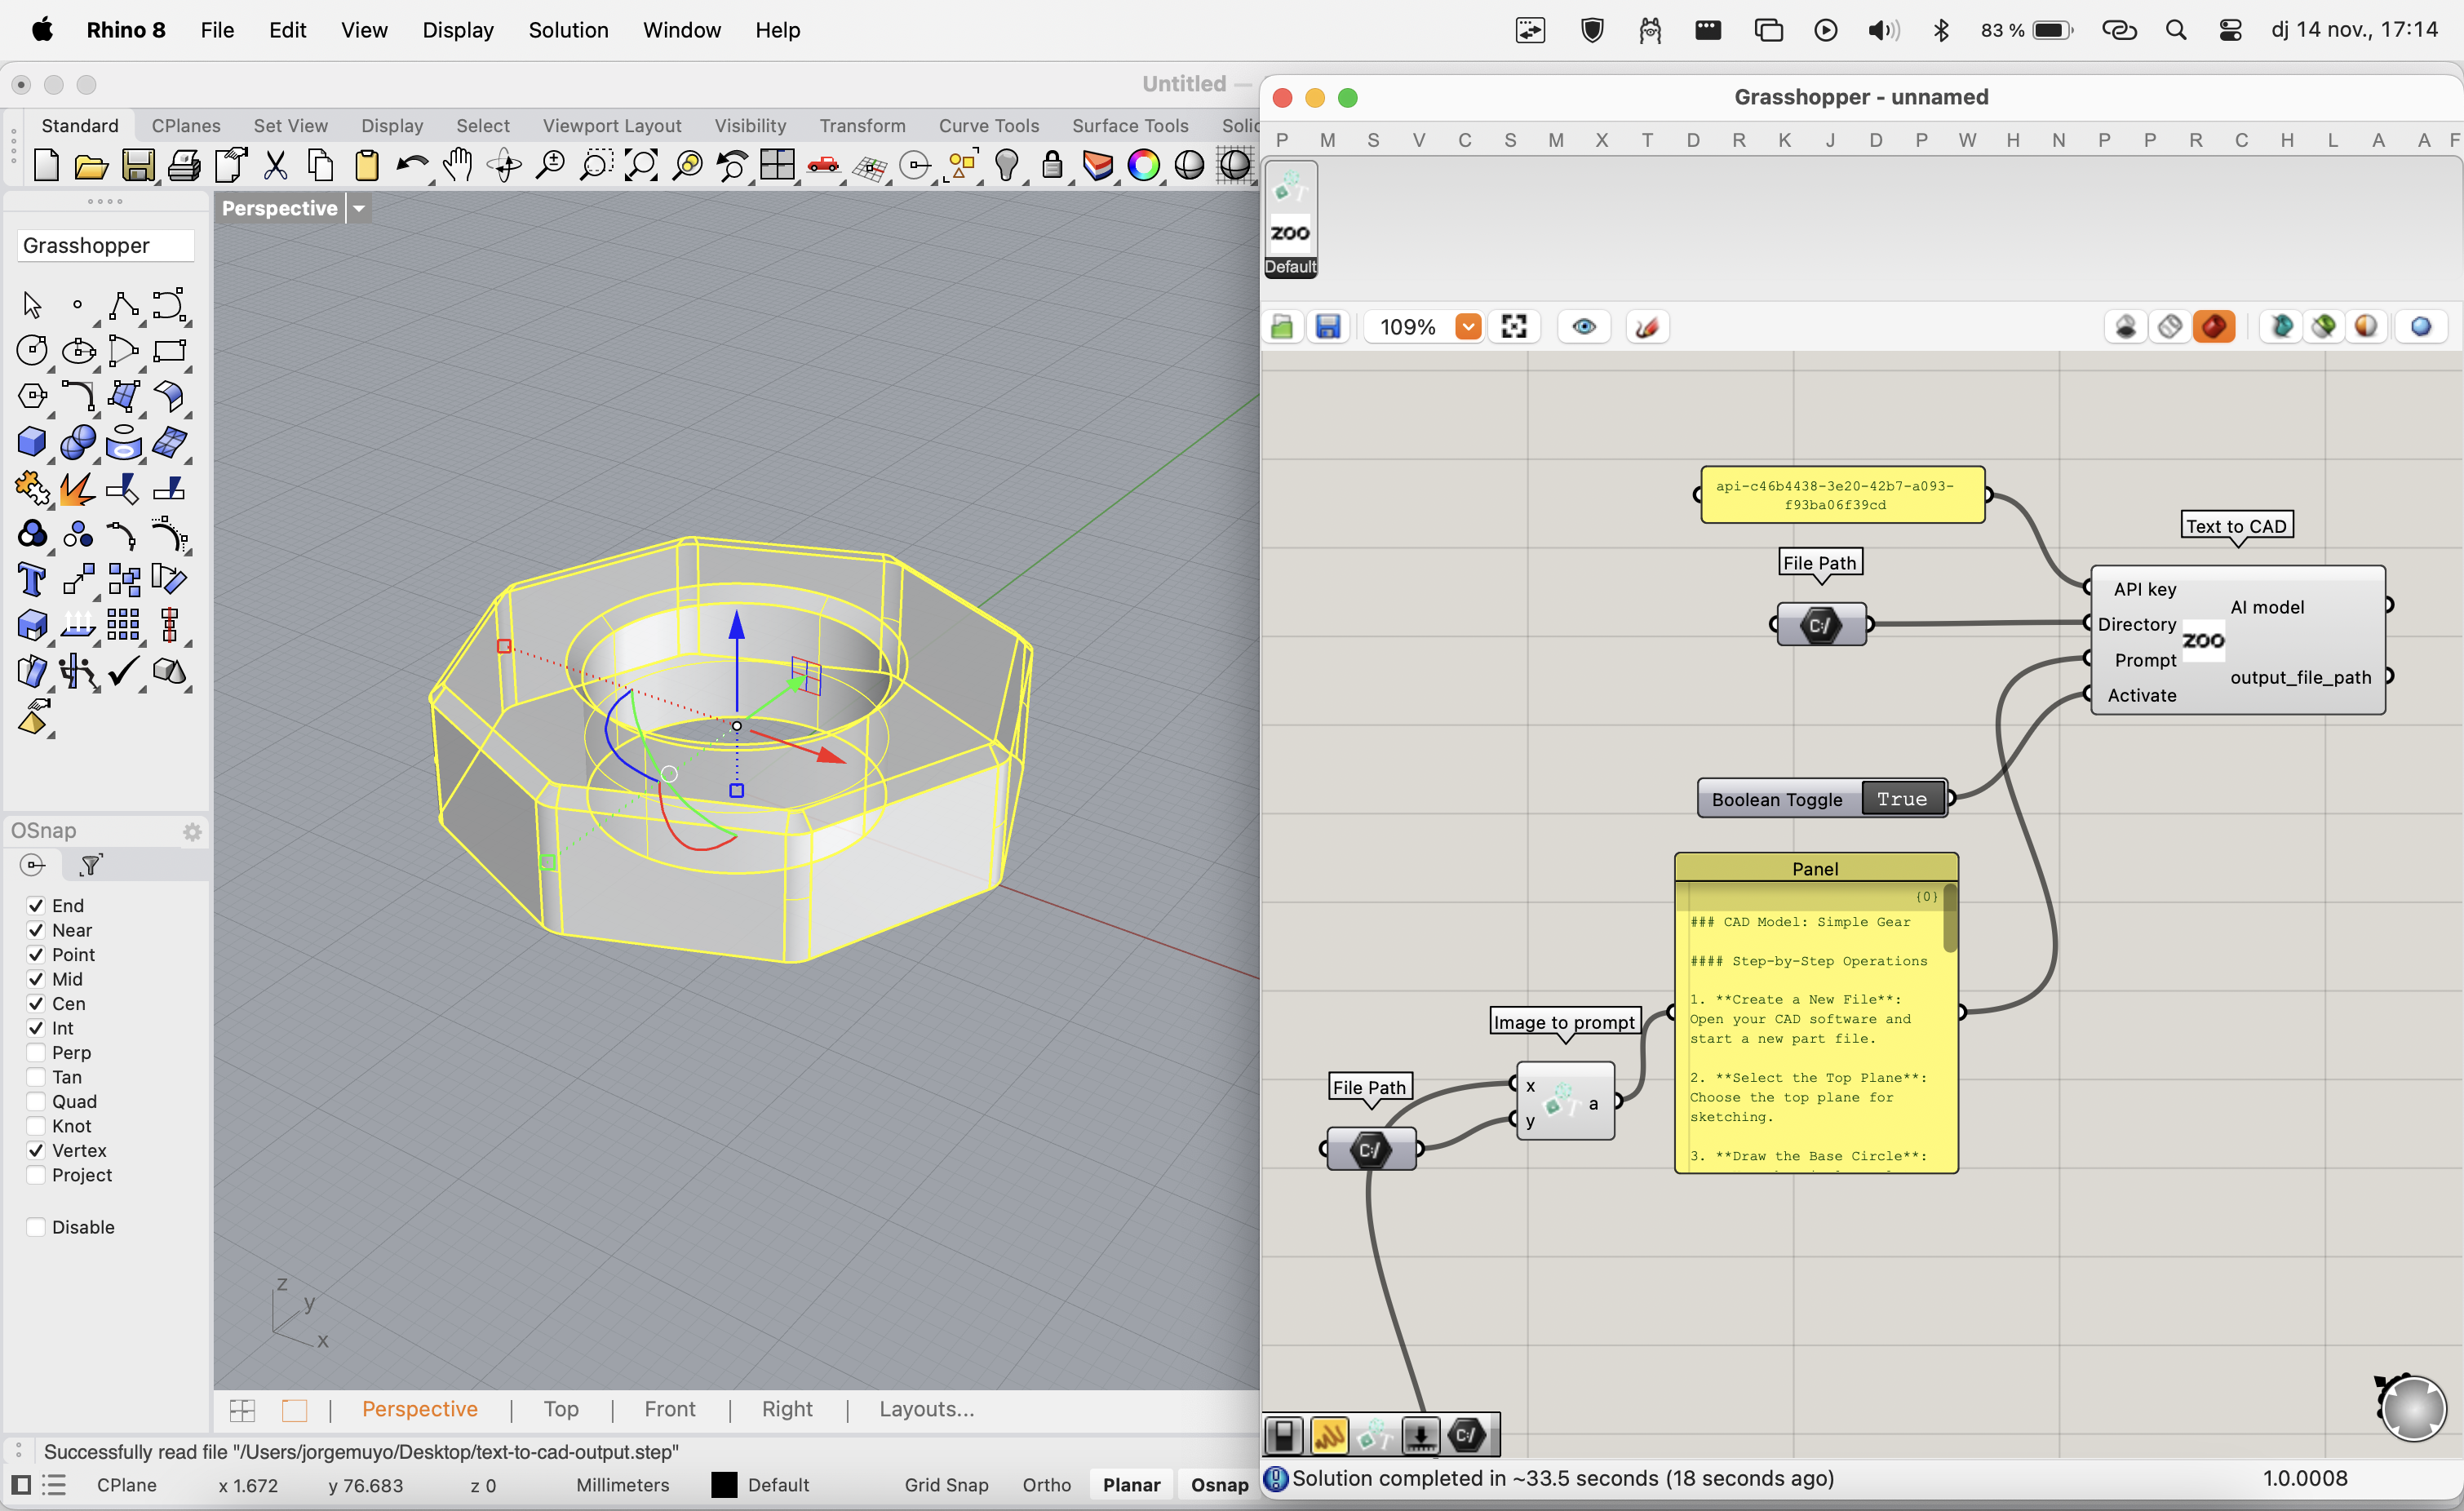 Rhino 8 File Edit View Display Solution Window Help 83 % dj 14 nov., 17:14
Untitled —
Standard CPlanes Set View Display Select Viewport Layout Visibility Transform Curve Tools Surface Tools Solid
Perspective
Grasshopper
OSnap
End
Near
Point
Mid
Cen
Int
Perp
Tan
Quad
Knot
Vertex
Project
Disable
z
y
x
Perspective | Top | Front | Right | Layouts...
Successfully read file "/Users/jorgemuyo/Desktop/text-to-cad-output.step"
CPlane x 1.672 y 76.683 z 0 Millimeters Default Grid Snap Ortho Planar Osnap
Grasshopper - unnamed
P M S V C S M X T D R K J D P W H N P P R C H L A A F
ZOO
Default
109%
api-c46b4438-3e20-42b7-a093-
f93ba06f39cd
File Path
C:/
Text to CAD
API key
Directory
Prompt
Activate
ZOO
AI model
output_file_path
Boolean Toggle True
Panel
{0}
### CAD Model: Simple Gear
#### Step-by-Step Operations
1. **Create a New File**:
Open your CAD software and
start a new part file.
2. **Select the Top Plane**:
Choose the top plane for
sketching.
3. **Draw the Base Circle**:
Image to prompt
x
y
a
File Path
C:/
C:/
Solution completed in ~33.5 seconds (18 seconds ago) 1.0.0008